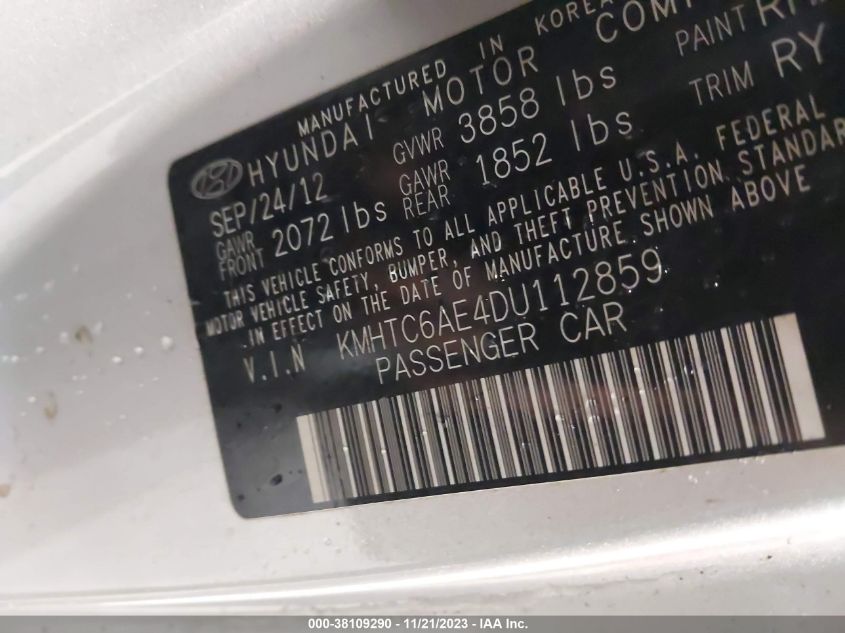 MANUFACTURED IN KOREA
HYUNDAI MOTOR
SEP/24/12 GVWR 3858 lbs PAINT
GAWR FRONT 2072 lbs GAWR REAR 1852 lbs TRIM RY
THIS VEHICLE CONFORMS TO ALL APPLICABLE U.S.A. FEDERAL
MOTOR VEHICLE SAFETY, BUMPER, AND THEFT PREVENTION STANDAR
IN EFFECT ON THE DATE OF MANUFACTURE SHOWN ABOVE
V.I.N KMHTC6AE4DU112859
PASSENGER CAR
000-38109290 - 11/21/2023 - IAA Inc.